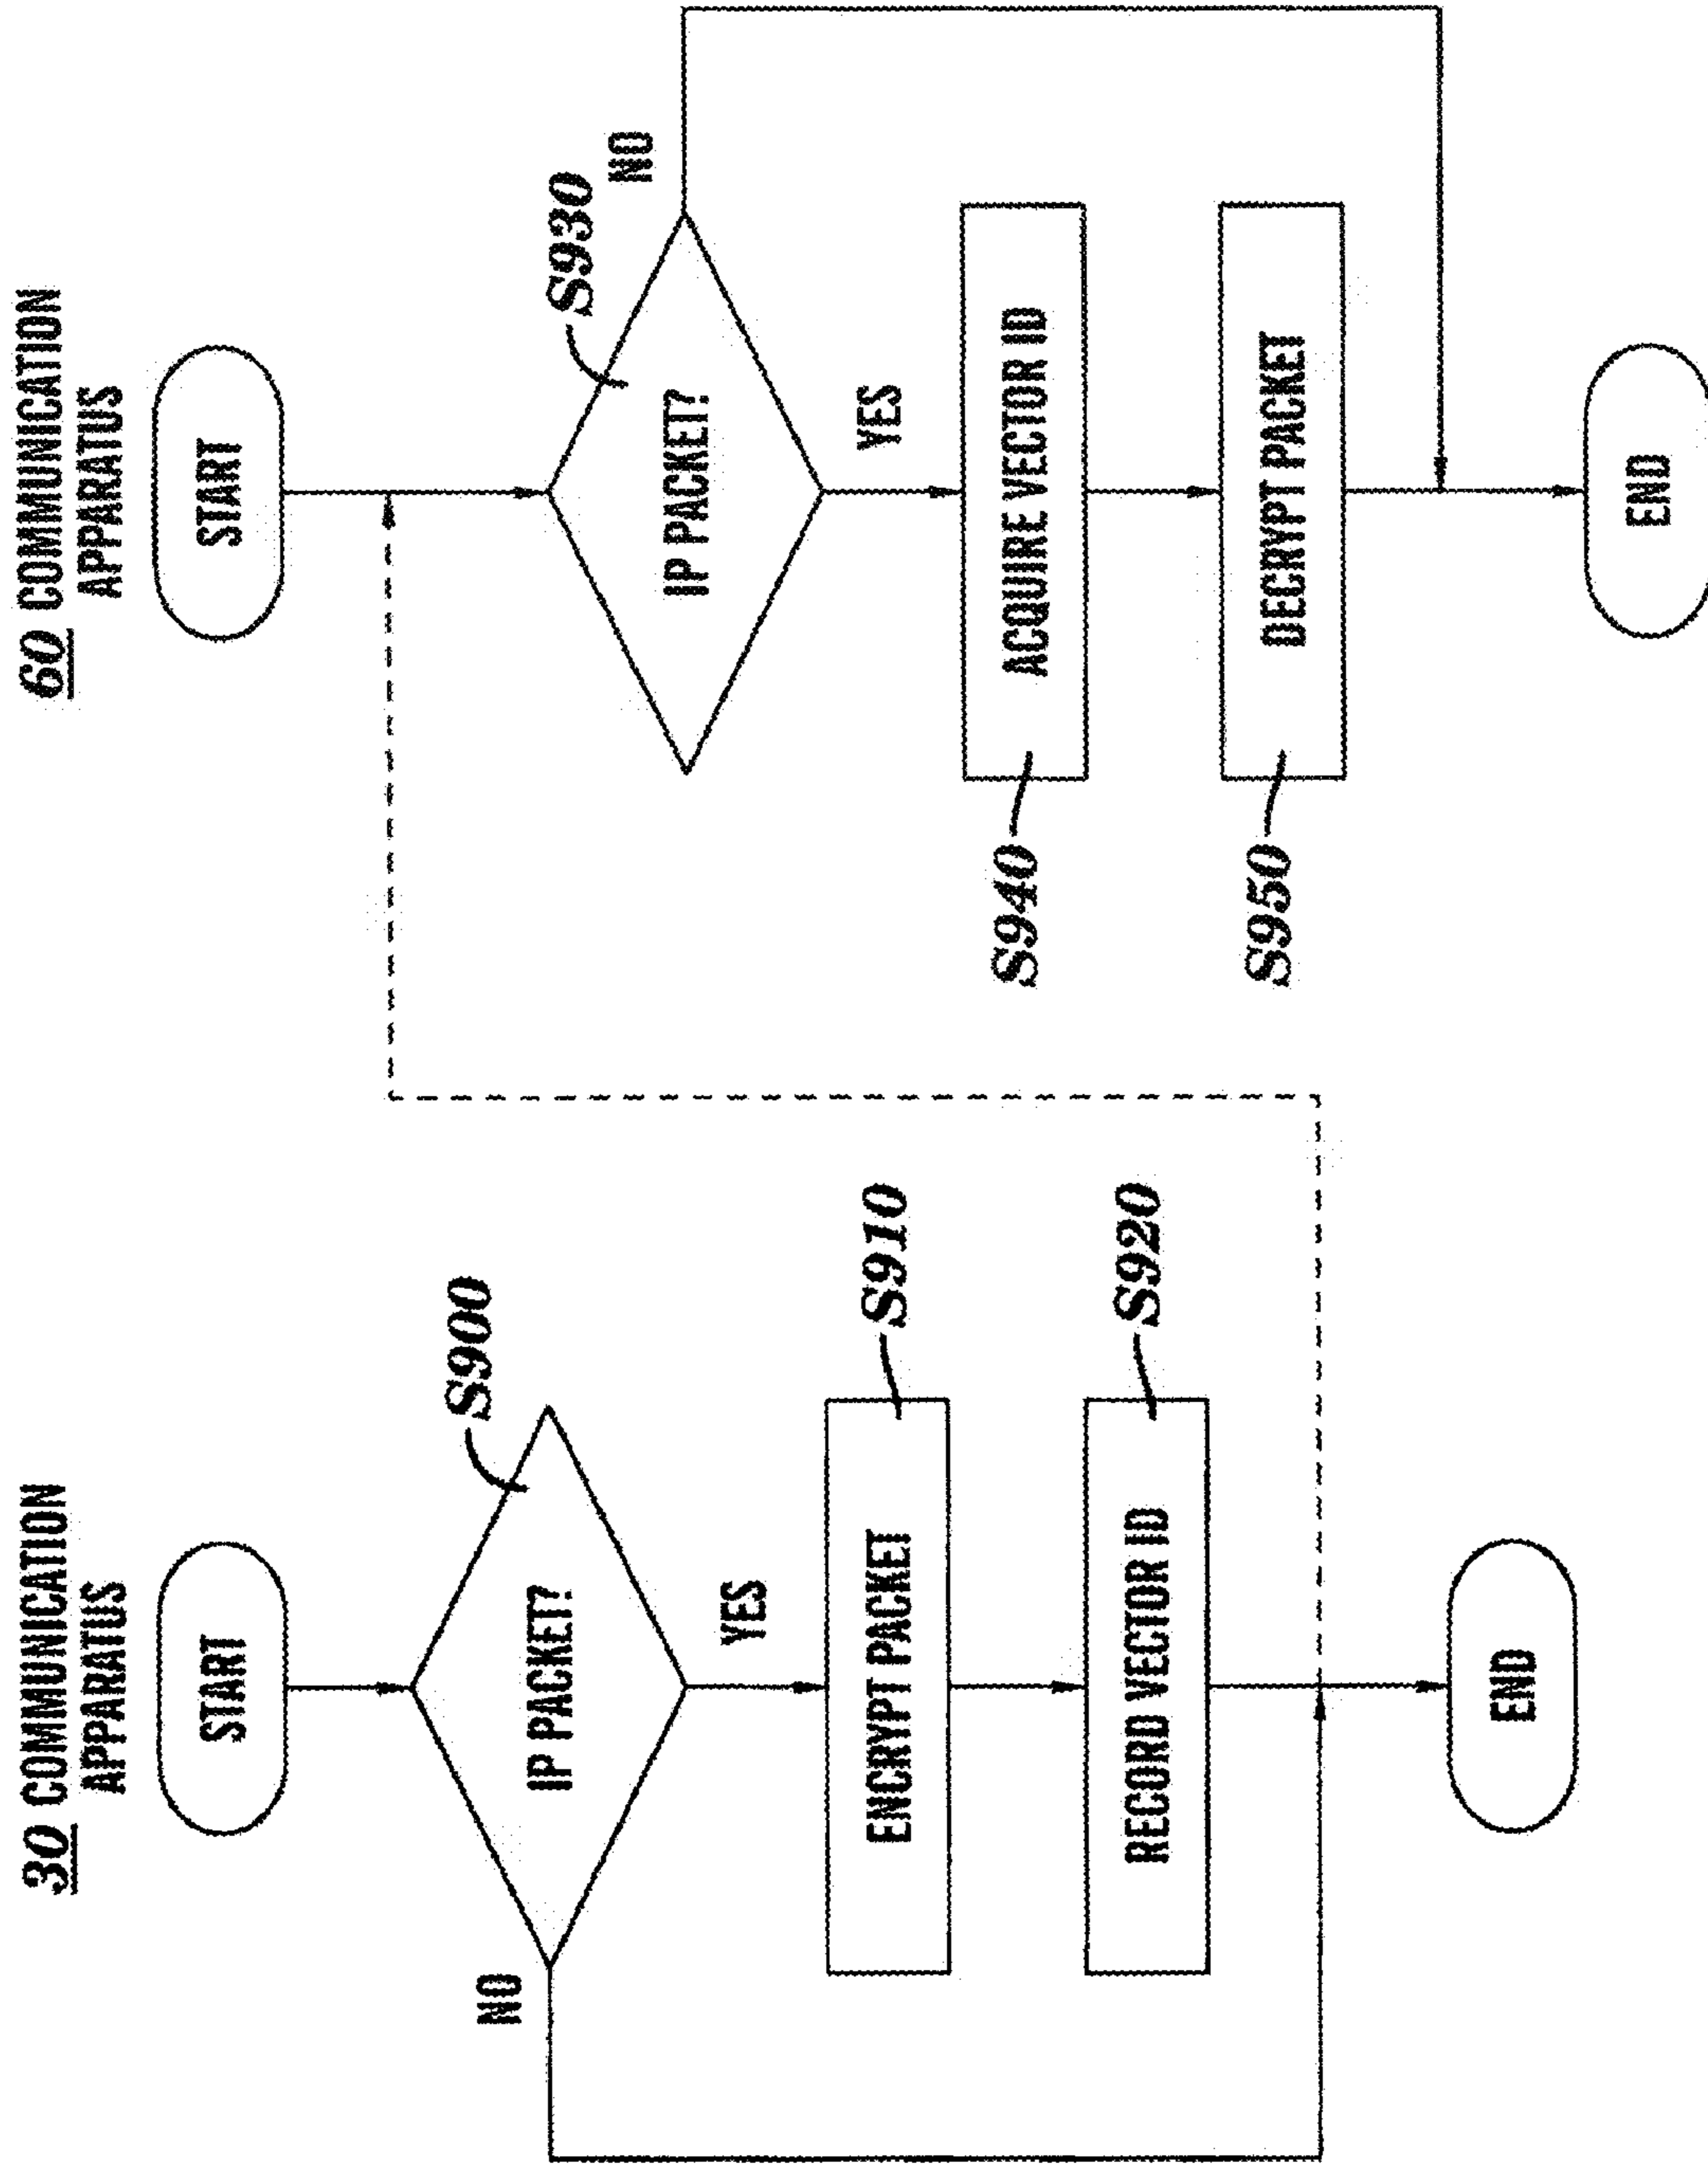 30 COMMUNICATION
APPARATUS
START
S900
IP PACKET?
NO
YES
ENCRYPT PACKET
S910
RECORD VECTOR ID
S920
END
60 COMMUNICATION
APPARATUS
START
S930
IP PACKET?
NO
YES
ACQUIRE VECTOR ID
S940
DECRYPT PACKET
S950
END